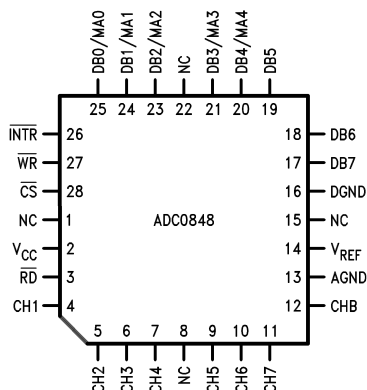 DB0/MA0
DB1/MA1
DB2/MA2
NC
DB3/MA3
DB4/MA4
DB5
25 24 23 22 21 20 19
INTR 26
WR 27
CS 28
NC 1
VCC 2
RD 3
CH1 4
ADC0848
18 DB6
17 DB7
16 DGND
15 NC
14 VREF
13 AGND
12 CHB
5 6 7 8 9 10 11
CH2
CH3
CH4
NC
CH5
CH6
CH7